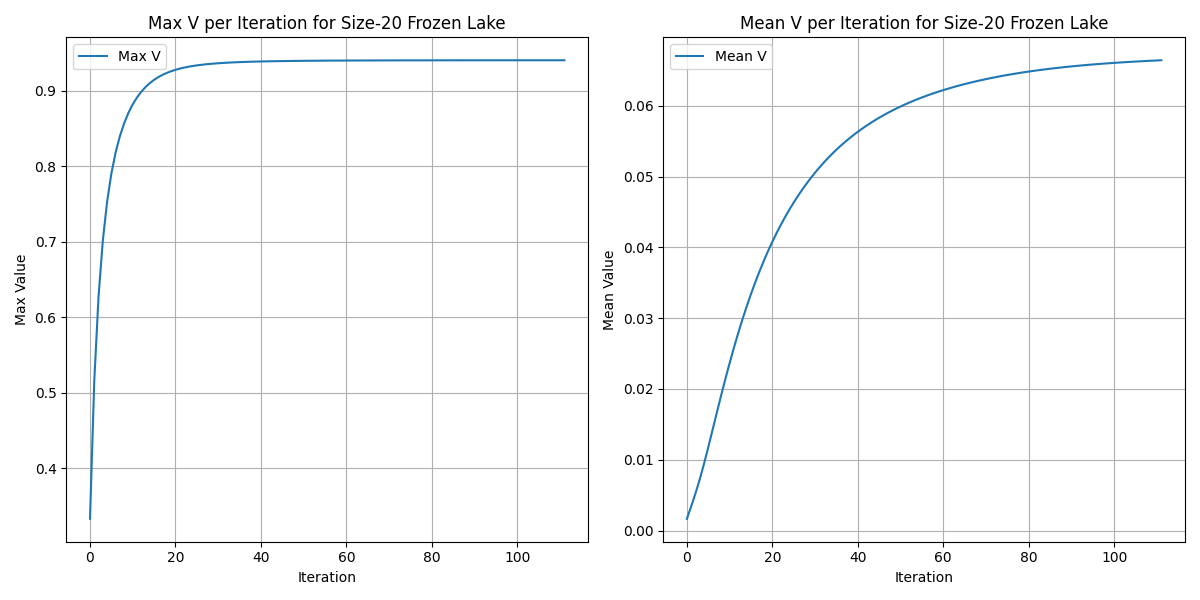 Max V per Iteration for Size-20 Frozen Lake
Max V
Max Value
0.9
0.8
0.7
0.6
0.5
0.4
0 20 40 60 80 100
Iteration
Mean V per Iteration for Size-20 Frozen Lake
Mean V
Mean Value
0.06
0.05
0.04
0.03
0.02
0.01
0.00
0 20 40 60 80 100
Iteration